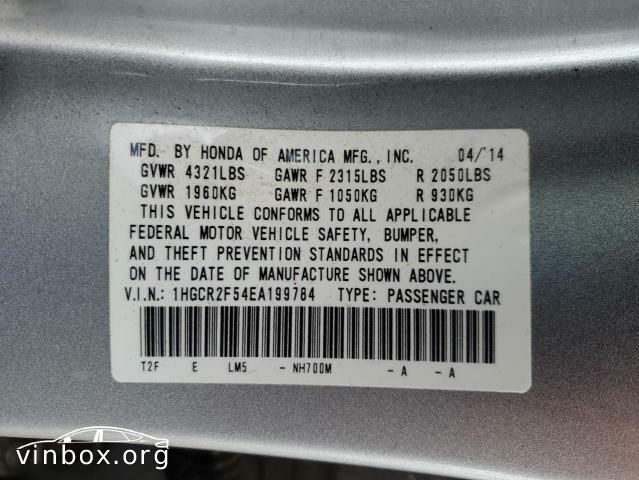 MFD. BY HONDA OF AMERICA MFG., INC. 04/14
GVWR 4321LBS GAWR F 2315LBS R 2050LBS
GVWR 1960KG GAWR F 1050KG R 930KG
THIS VEHICLE CONFORMS TO ALL APPLICABLE
FEDERAL MOTOR VEHICLE SAFETY, BUMPER,
AND THEFT PREVENTION STANDARDS IN EFFECT
ON THE DATE OF MANUFACTURE SHOWN ABOVE.
V.I.N.: 1HGCR2F54EA199784 TYPE: PASSENGER CAR
T2F E LM5 - NH700M - A - A
vinbox.org